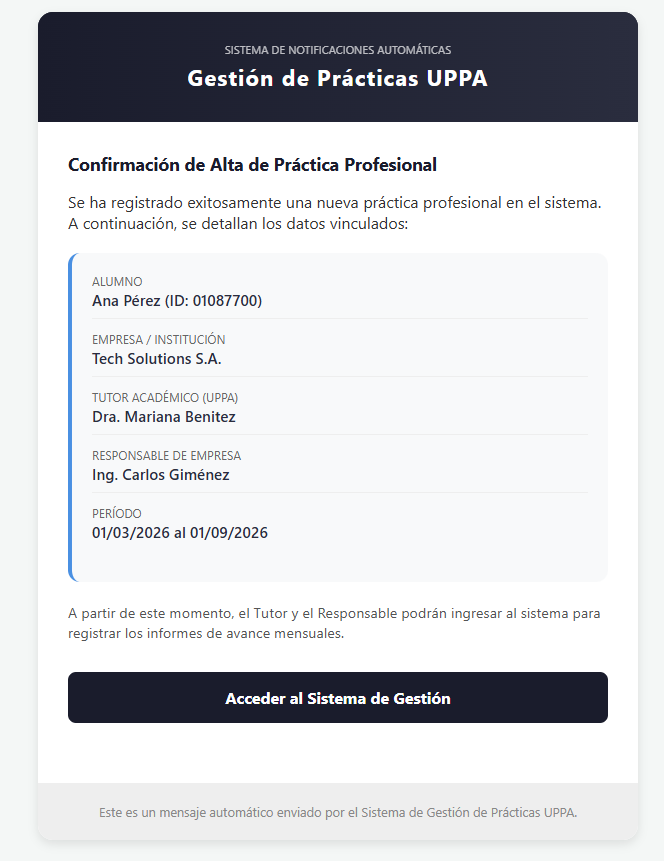 SISTEMA DE NOTIFICACIONES AUTOMÁTICAS
Gestión de Prácticas UPPA
Confirmación de Alta de Práctica Profesional
Se ha registrado exitosamente una nueva práctica profesional en el sistema.
A continuación, se detallan los datos vinculados:
ALUMNO
Ana Pérez (ID: 01087700)
EMPRESA / INSTITUCIÓN
Tech Solutions S.A.
TUTOR ACADÉMICO (UPPA)
Dra. Mariana Benitez
RESPONSABLE DE EMPRESA
Ing. Carlos Giménez
PERÍODO
01/03/2026 al 01/09/2026
A partir de este momento, el Tutor y el Responsable podrán ingresar al sistema para
registrar los informes de avance mensuales.
Acceder al Sistema de Gestión
Este es un mensaje automático enviado por el Sistema de Gestión de Prácticas UPPA.